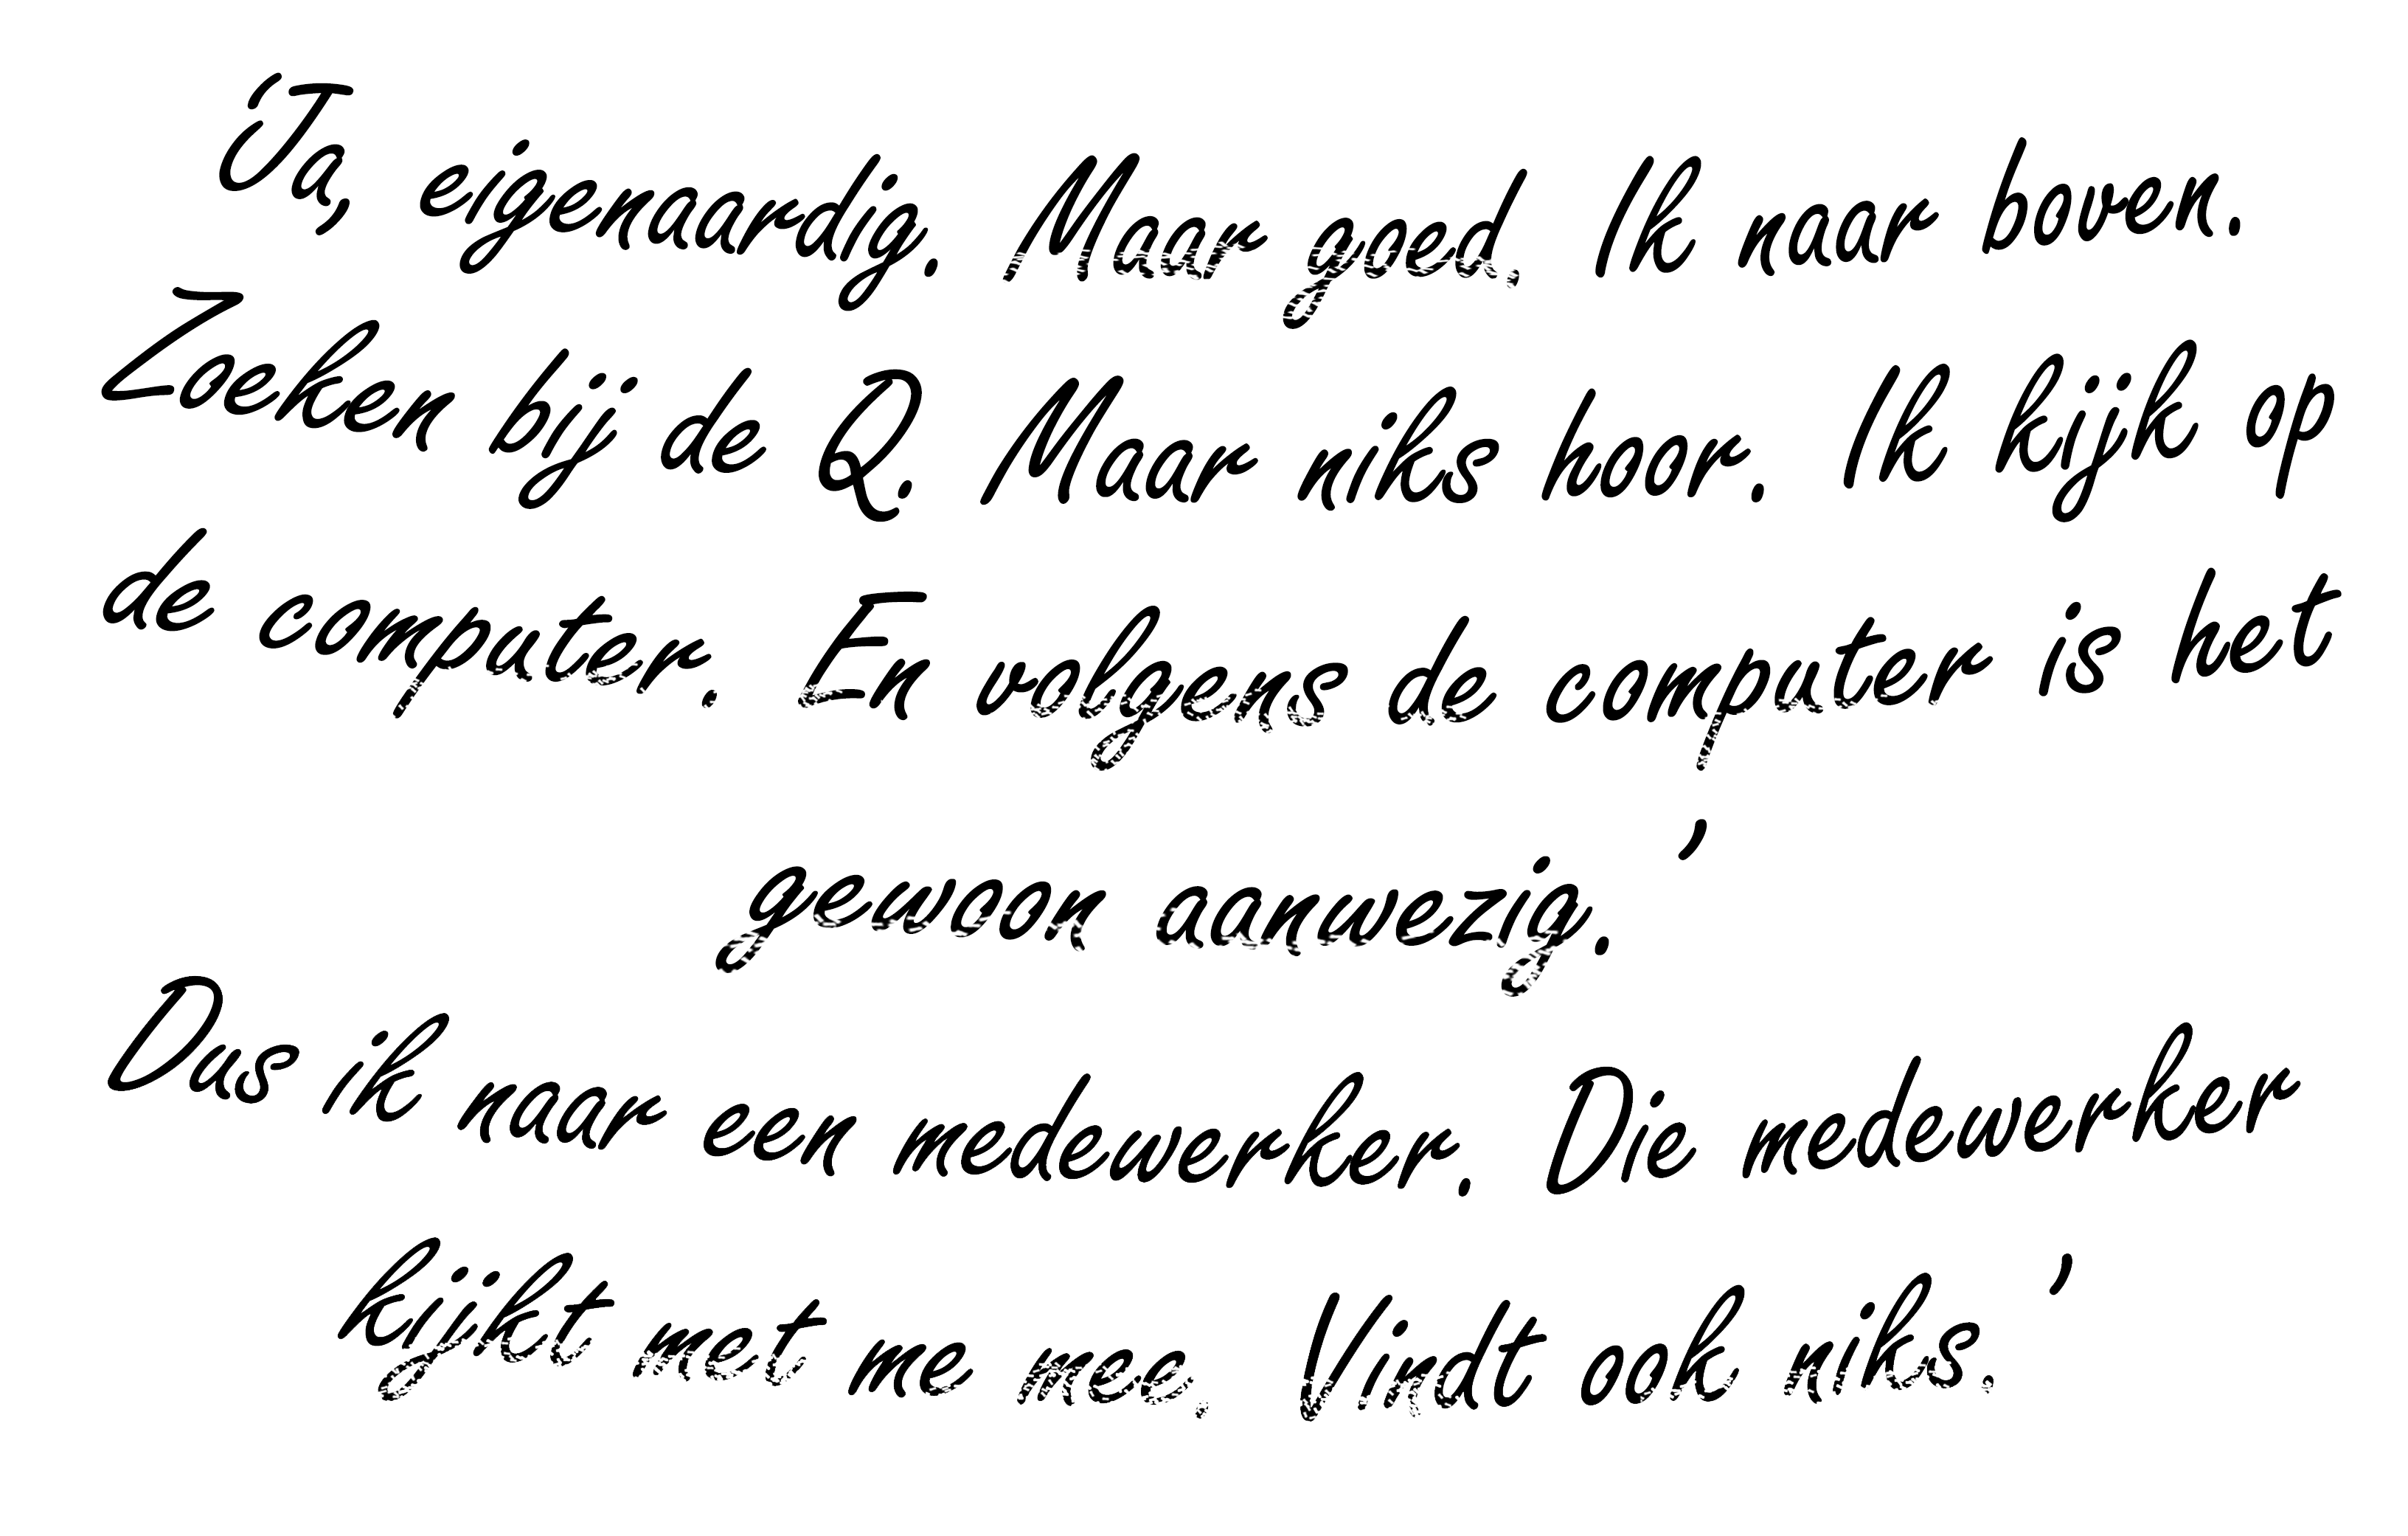 ‘Ja, eigenaardig. Maar goed. Ik naar boven.
Zoeken bij de Q. Maar niks hoor. Ik kijk op
de computer. En volgens de computer is het
gewoon aanwezig.’
Dus ik naar een medewerker. Die medewerker
kijkt met me mee. Vindt ook niks.’